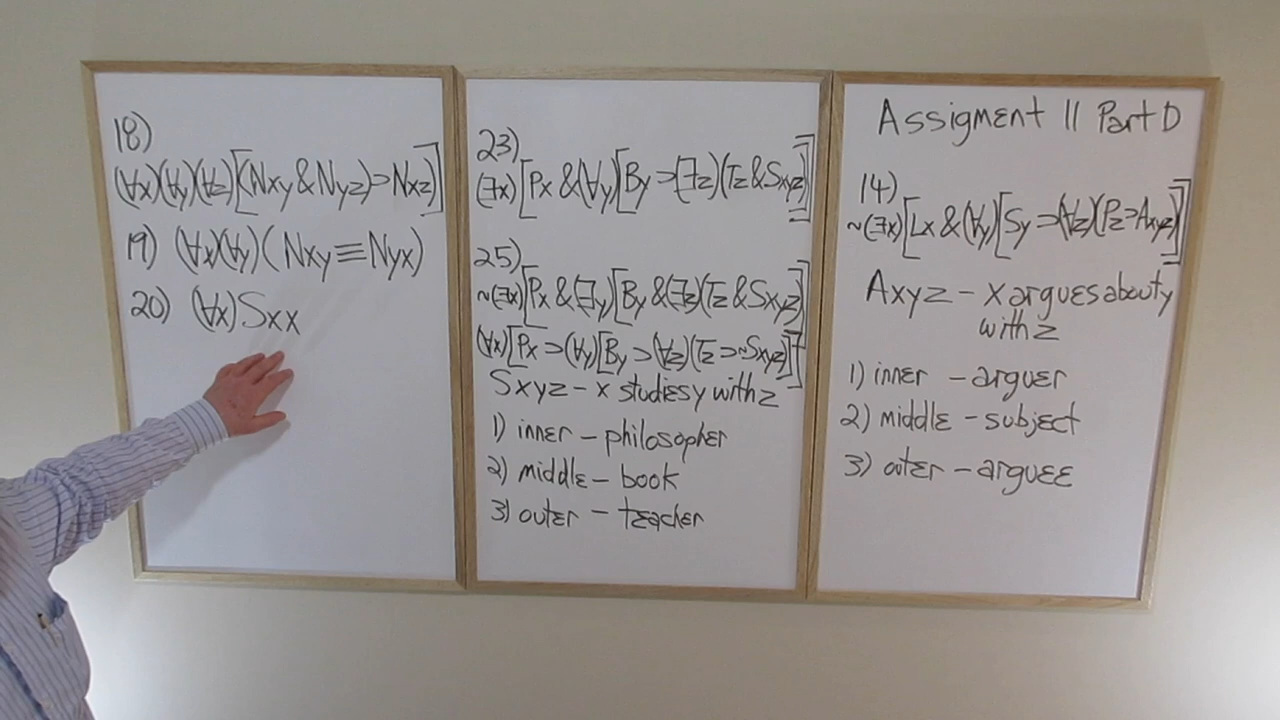 18)
(∀x)(∀y)(∀z)[(Nxy & Nyz)⊃Nxz)]
19) (∀x)(∀y)(Nxy≡Nyx)
20) (∀x)Sxx
23)
(∃x)[Px &(∀y)[By ⊃(∃z)(Tz & Sxyz)]]
25)
~(∃x)[Px &(∃y)[By &(∃z)(Tz & Sxyz)]]
(∀x)[Px ⊃(∀y)[By ⊃(∀z)(Tz ⊃~Sxyz)]]
Sxyz – x studies y with z
1) inner – philosopher
2) middle – book
3) outer – teacher
Assigment 11 Part D
14)
~(∃x)[Lx &(∀y)[Sy ⊃(∀z)(Pz⊃Axyz)]]
Axyz – x argues about y
with z
1) inner – arguer
2) middle – subject
3) outer – arguee